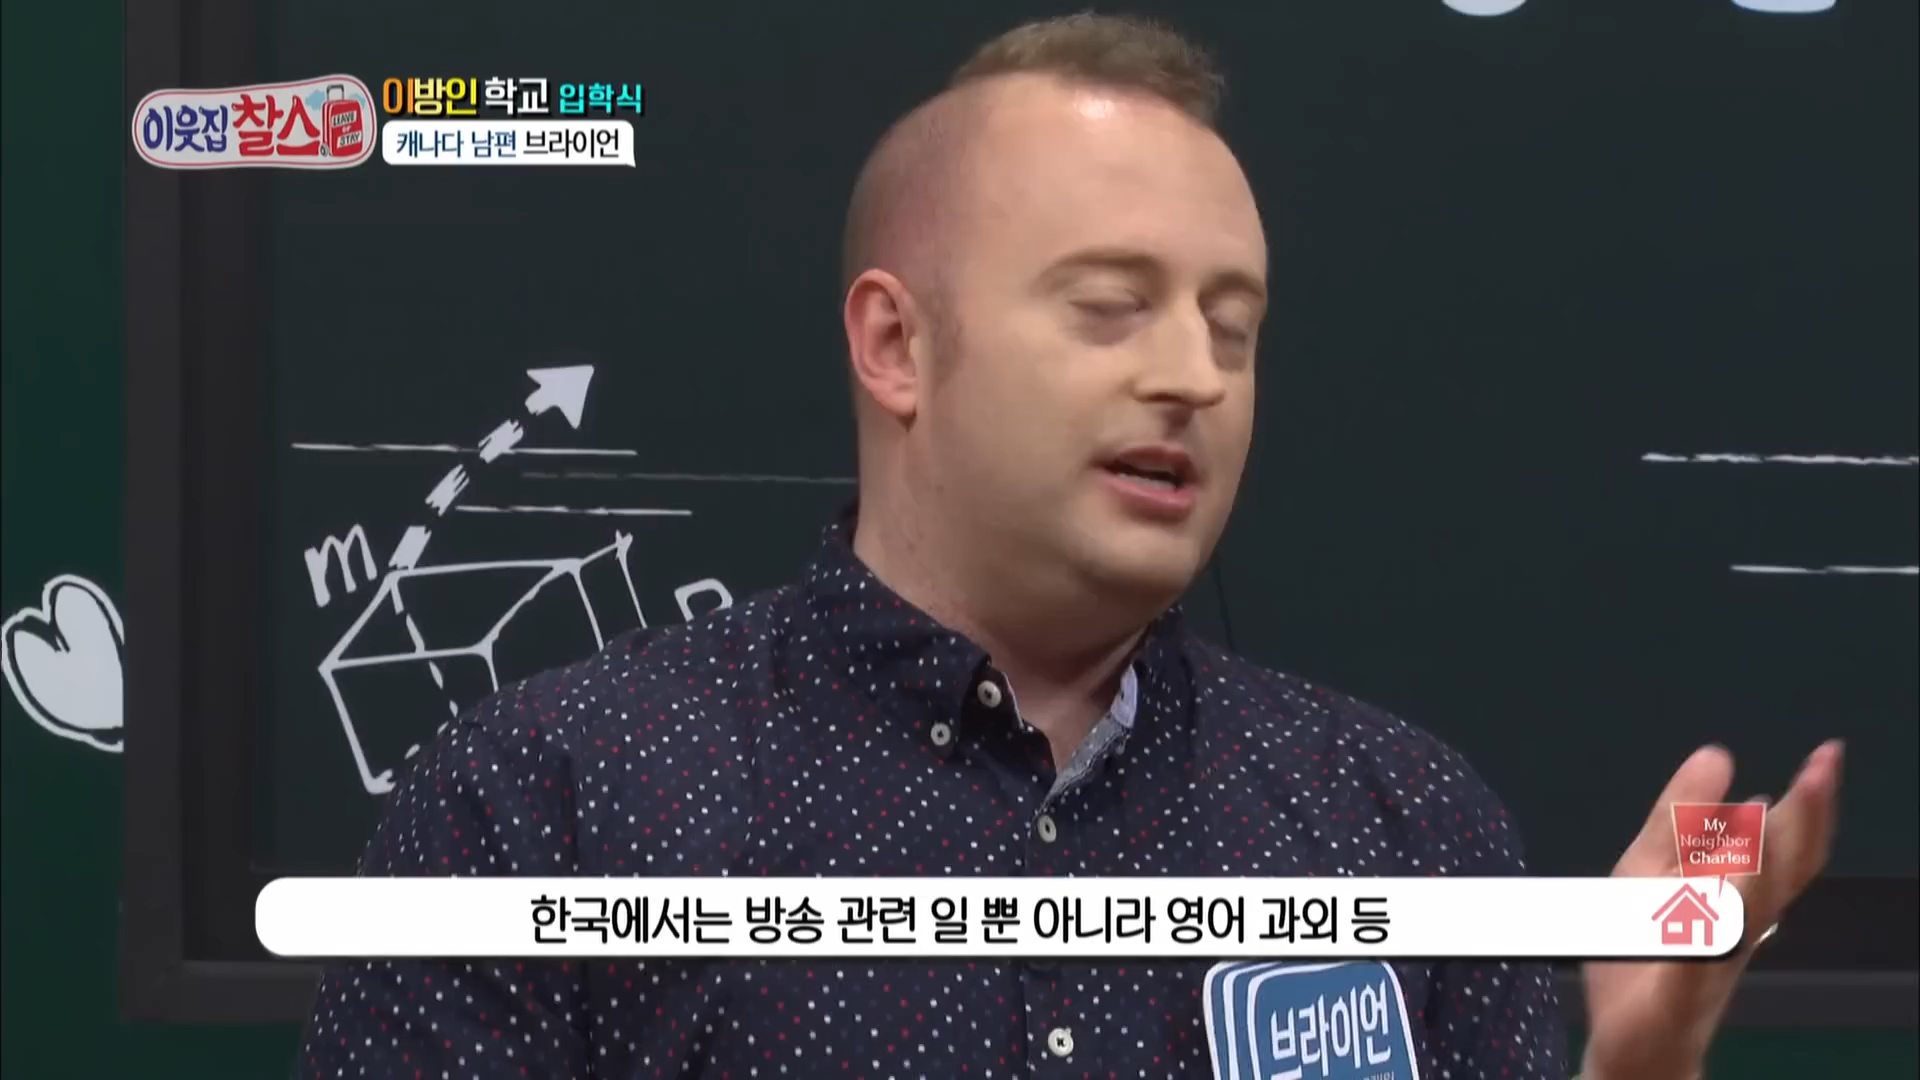 이웃집 찰스
LEAVE
or
STAY
이방인 학교 입학식
캐나다 남편 브라이언
m
My
Neighbor
Charles
한국에서는 방송 관련 일 뿐 아니라 영어 과외 등
브라이언